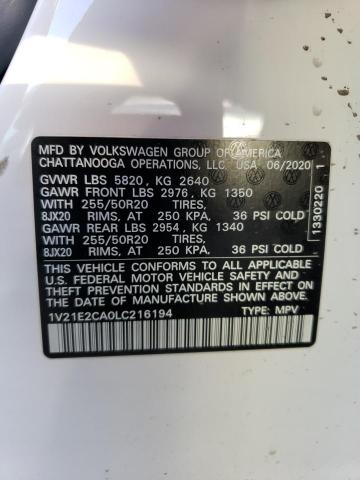 MFD BY VOLKSWAGEN GROUP OF AMERICA
CHATTANOOGA OPERATIONS, LLC. USA 06/2020
GVWR LBS 5820, KG 2640
GAWR FRONT LBS 2976, KG 1350
WITH 255/50R20 TIRES,
8JX20 RIMS, AT 250 KPA, 36 PSI COLD
GAWR REAR LBS 2954, KG 1340
WITH 255/50R20 TIRES,
8JX20 RIMS, AT 250 KPA, 36 PSI COLD
THIS VEHICLE CONFORMS TO ALL APPLICABLE
U.S. FEDERAL MOTOR VEHICLE SAFETY AND
THEFT PREVENTION STANDARDS IN EFFECT ON
THE DATE OF MANUFACTURE SHOWN ABOVE.
1V21E2CA0LC216194 TYPE: MPV
1330220 1